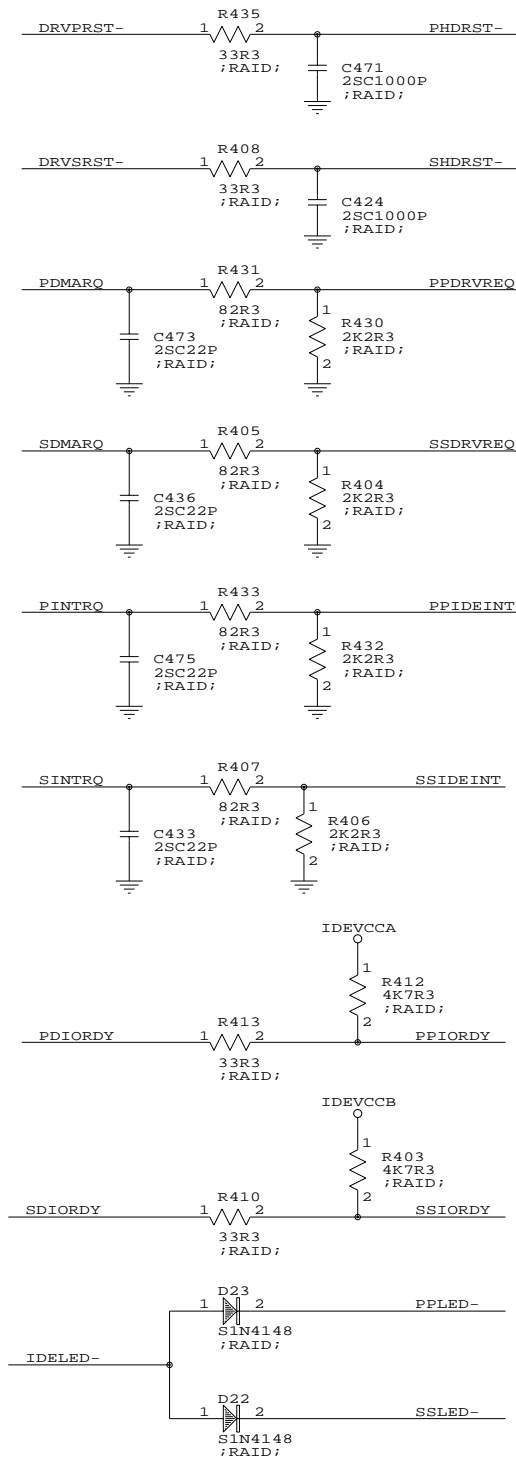 R435
DRVPRST- 1 2 PHDRST-
33R3
;RAID;
C471
2SC1000P
;RAID;
R408
DRVSRST- 1 2 SHDRST-
33R3
;RAID;
C424
2SC1000P
;RAID;
R431
PDMARQ 1 2 PPDRVREQ
82R3
;RAID;
1
C473
2SC22P
;RAID;
R430
2K2R3
;RAID;
2
R405
SDMARQ 1 2 SSDRVREQ
82R3
;RAID;
1
C436
2SC22P
;RAID;
R404
2K2R3
;RAID;
2
R433
PINTRQ 1 2 PPIDEINT
82R3
;RAID;
1
C475
2SC22P
;RAID;
R432
2K2R3
;RAID;
2
R407
SINTRQ 1 2 SSIDEINT
82R3
;RAID;
1
C433
2SC22P
;RAID;
R406
2K2R3
;RAID;
2
IDEVCCA
1
R412
4K7R3
;RAID;
2
R413
PDIORDY 1 2 PPIORDY
33R3
;RAID;
IDEVCCB
1
R403
4K7R3
;RAID;
2
R410
SDIORDY 1 2 SSIORDY
33R3
;RAID;
D23
1 2 PPLED-
S1N4148
;RAID;
IDELED-
D22
1 2 SSLED-
S1N4148
;RAID;